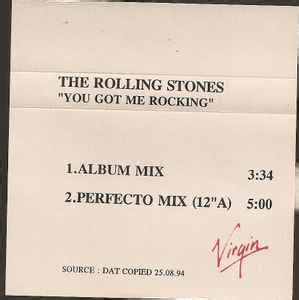 THE ROLLING STONES
"YOU GOT ME ROCKING"
1.ALBUM MIX 3:34
2.PERFECTO MIX (12"A) 5:00
Virgin
SOURCE : DAT COPIED 25.08.94